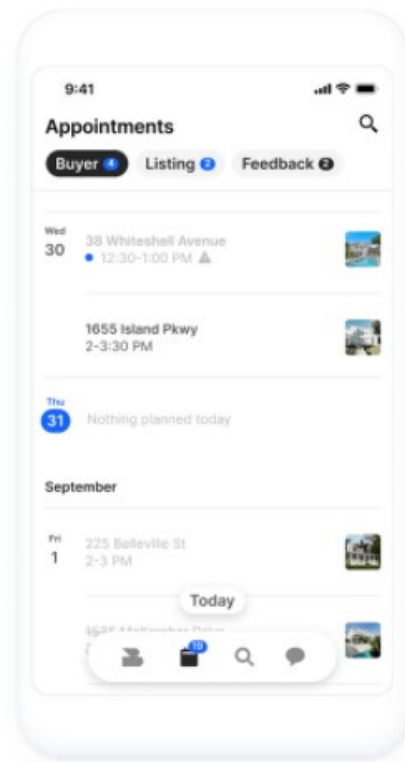 9:41
Appointments
Buyer 4 Listing 2 Feedback 2
Wed
30
38 Whiteshell Avenue
12:30-1:00 PM
1655 Island Pkwy
2-3:30 PM
Thu
31
Nothing planned today
September
Fri
1
225 Belleville St
2-3 PM
Today
Drive